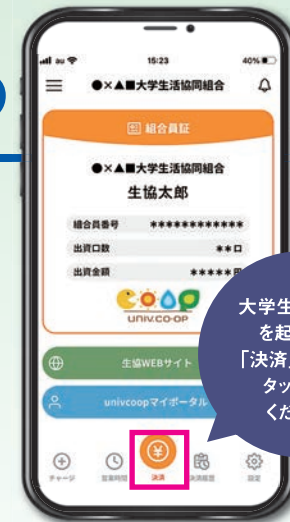 au
15:23
40%
●×▲■大学生活協同組合
組合員証
●×▲■大学生活協同組合
生協太郎
組合員番号 ************
出資口数 **口
出資金額 *****円
UNIV.CO-OP
生協WEBサイト
univcoopマイポータル
大学生
を起
「決済」
タッ
くだ
チャージ
営業時間
決済
決済履歴
設定